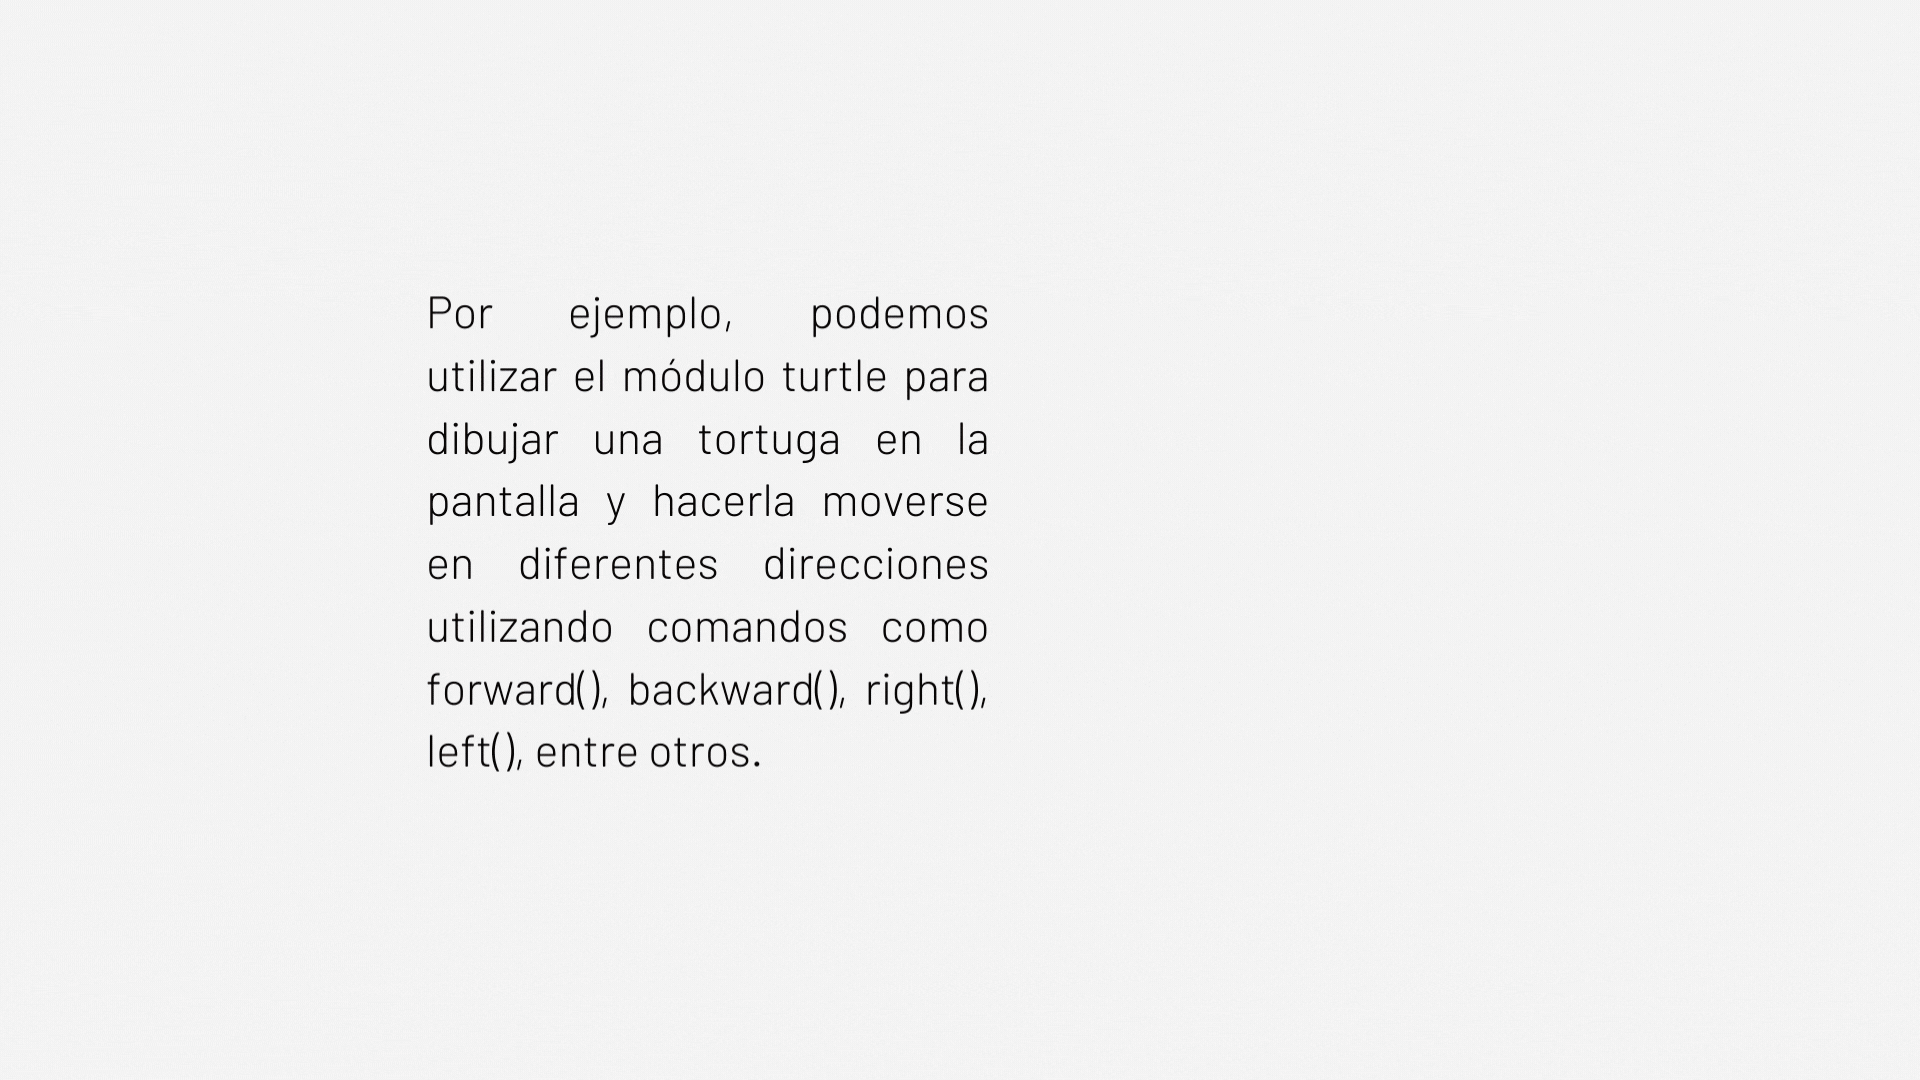 Por ejemplo, podemos
utilizar el módulo turtle para
dibujar una tortuga en la
pantalla y hacerla moverse
en diferentes direcciones
utilizando comandos como
forward(), backward(), right(),
left(), entre otros.